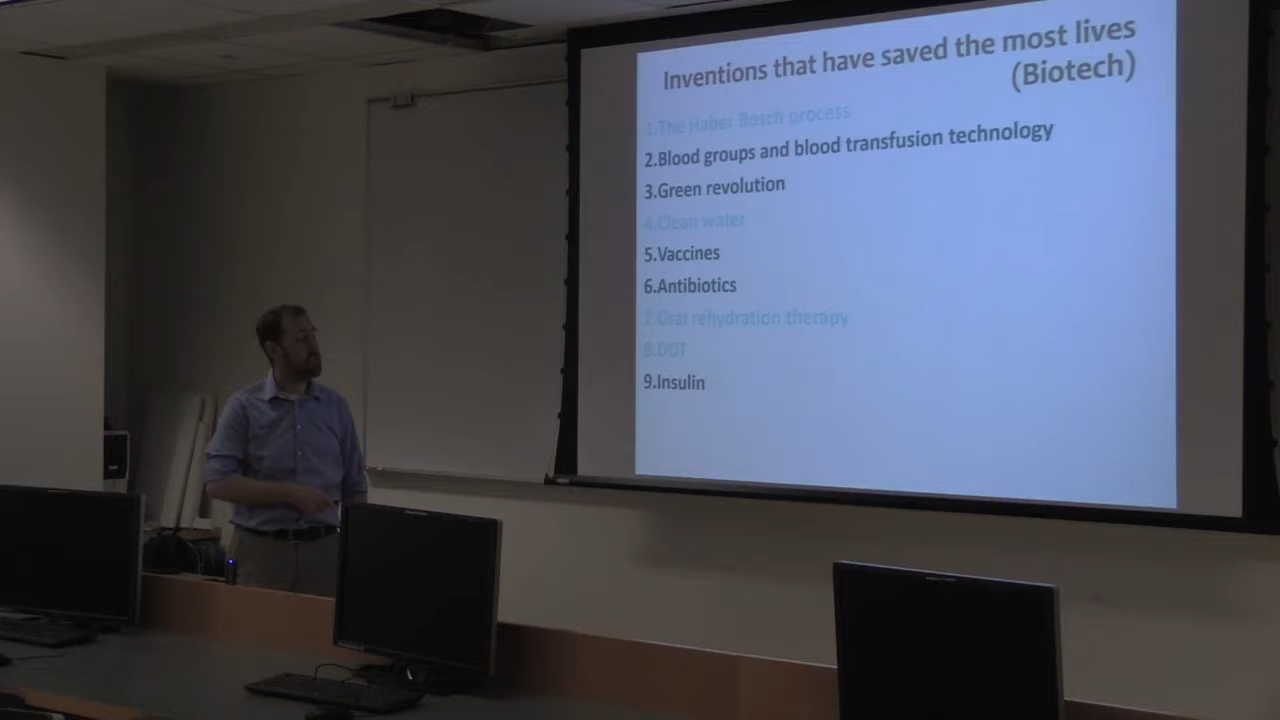 Inventions that have saved the most lives
(Biotech)
1.The Haber Bosch process
2.Blood groups and blood transfusion technology
3.Green revolution
4.Clean water
5.Vaccines
6.Antibiotics
7.Oral rehydration therapy
8.DDT
9.Insulin